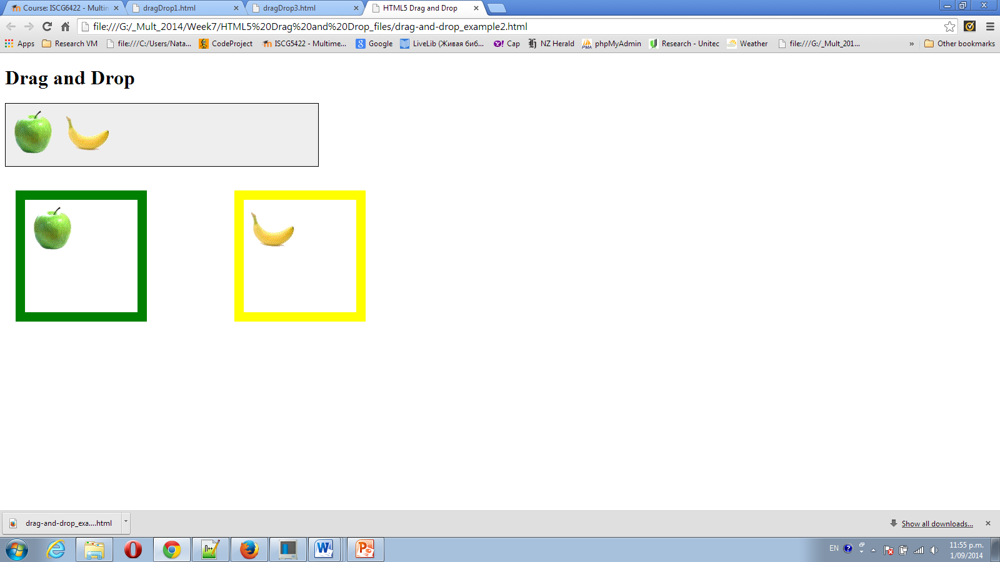 Course: ISCG6422 - Multin
dragDrop1.html
dragDrop3.html
HTML5 Drag and Drop
file:///G:/_Mult_2014/Week7/HTML5%20Drag%20and%20Drop_files/drag-and-drop_example2.html
Apps
Research VM
file:///C:/Users/Nata...
CodeProject
ISCG5422 - Multime...
Google
LiveLib (Живая биб...
Cap
NZ Herald
phpMyAdmin
Research - Unitec
Weather
file:///G:/_Mult_201...
»
Other bookmarks
Drag and Drop
drag-and-drop_exa....html
Show all downloads...
EN
11:55 p.m.
1/09/2014